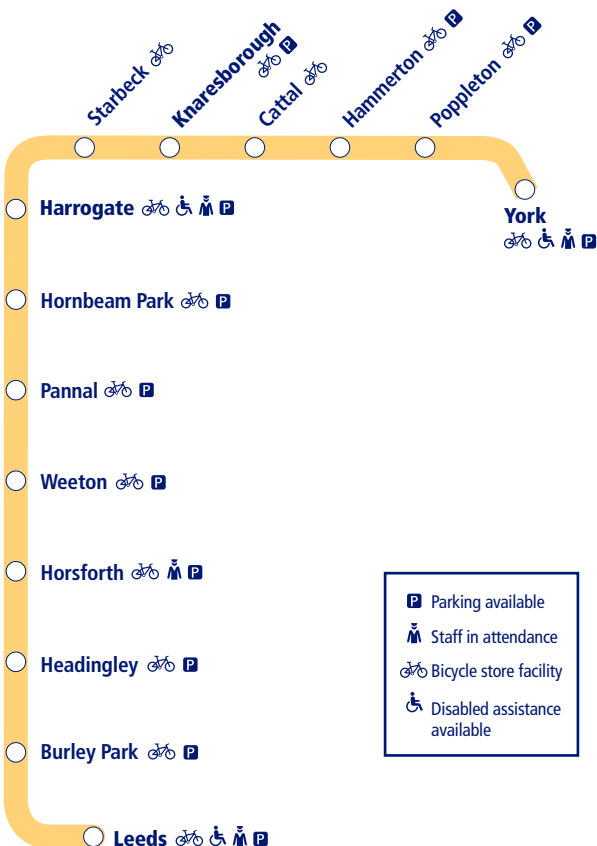 Starbeck
Knaresborough
P
Cattal
Hammerton P
Poppleton P
Harrogate P
York
P
Hornbeam Park P
Pannal P
Weeton P
Horsforth P
Headingley P
Burley Park P
Leeds P
P Parking available
Staff in attendance
Bicycle store facility
Disabled assistance
available